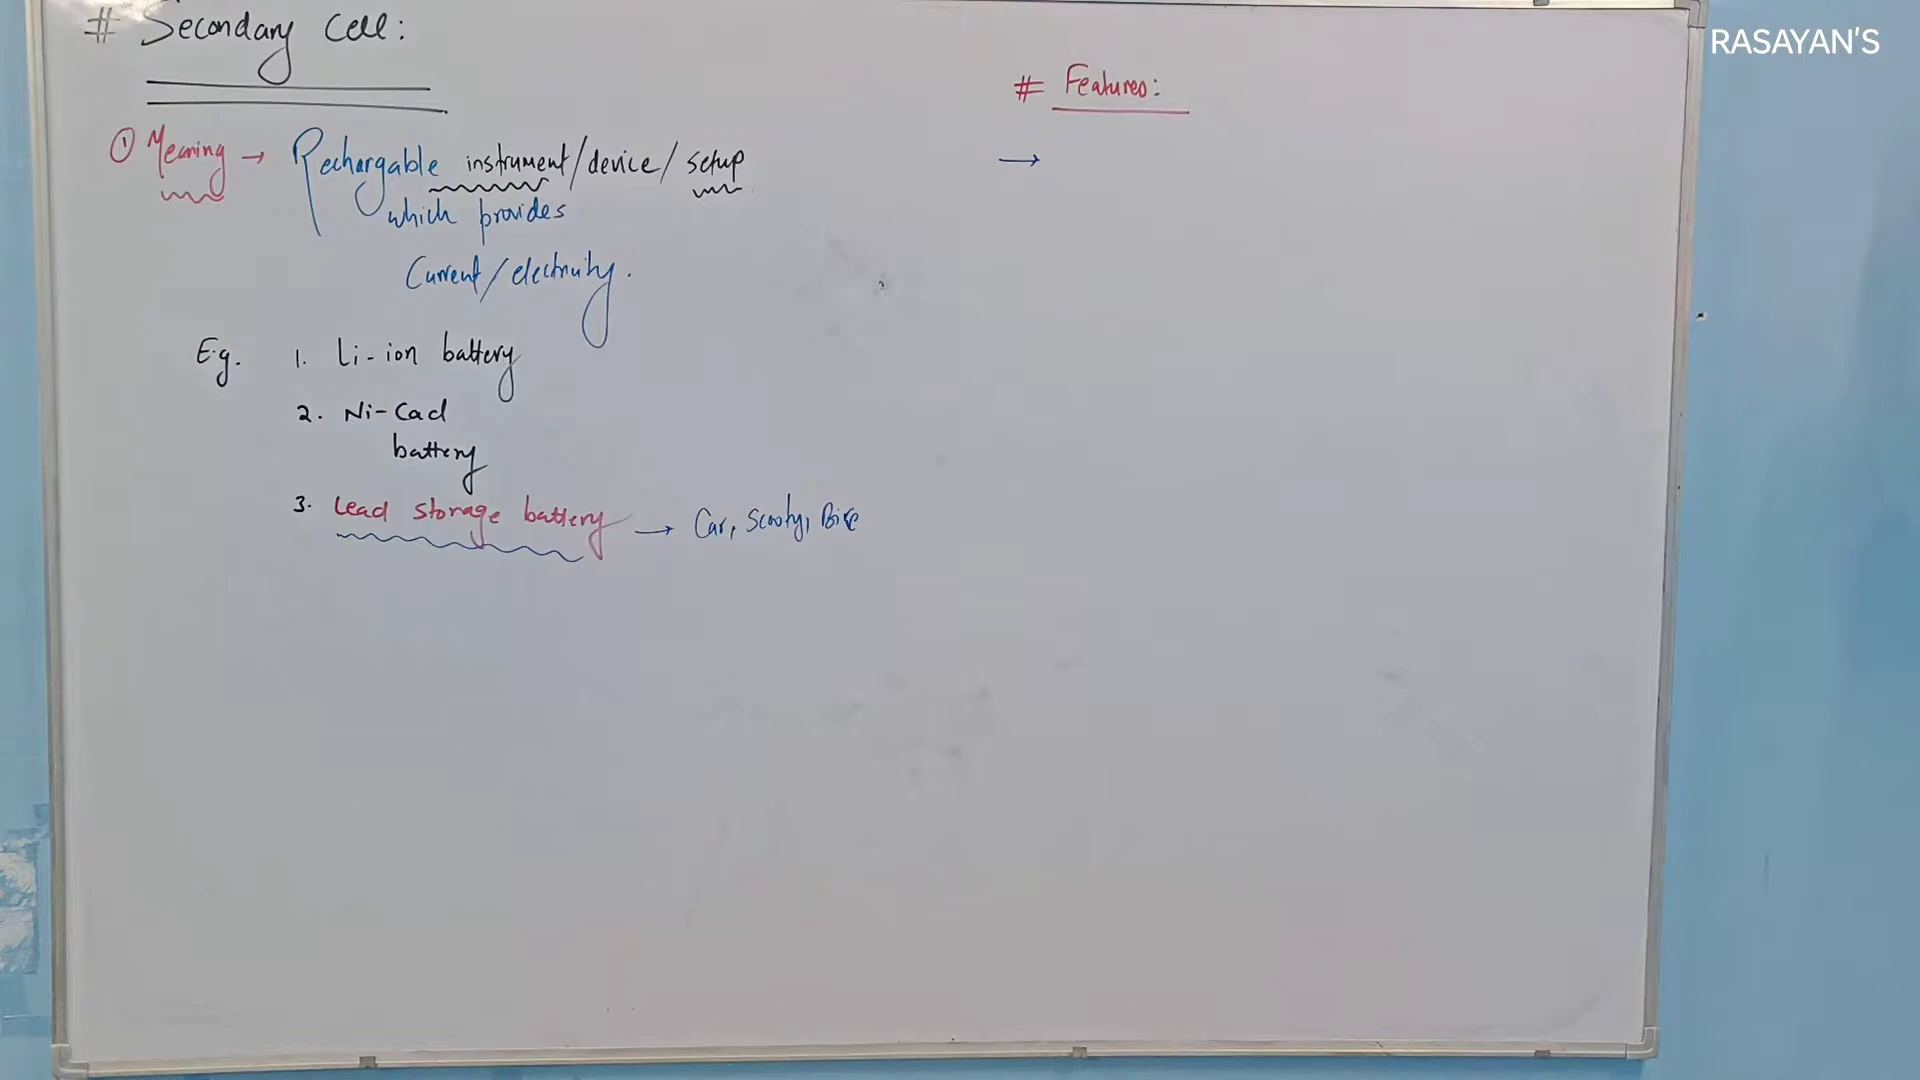 # Secondary Cell:
① Meaning → Rechargable instrument/device/setup
which provides
Current/electricity.
E.g. 1. Li-ion battery
2. Ni-Cad
battery
3. Lead storage battery → Car, Scooty, Bike
# Features:
→
RASAYAN'S